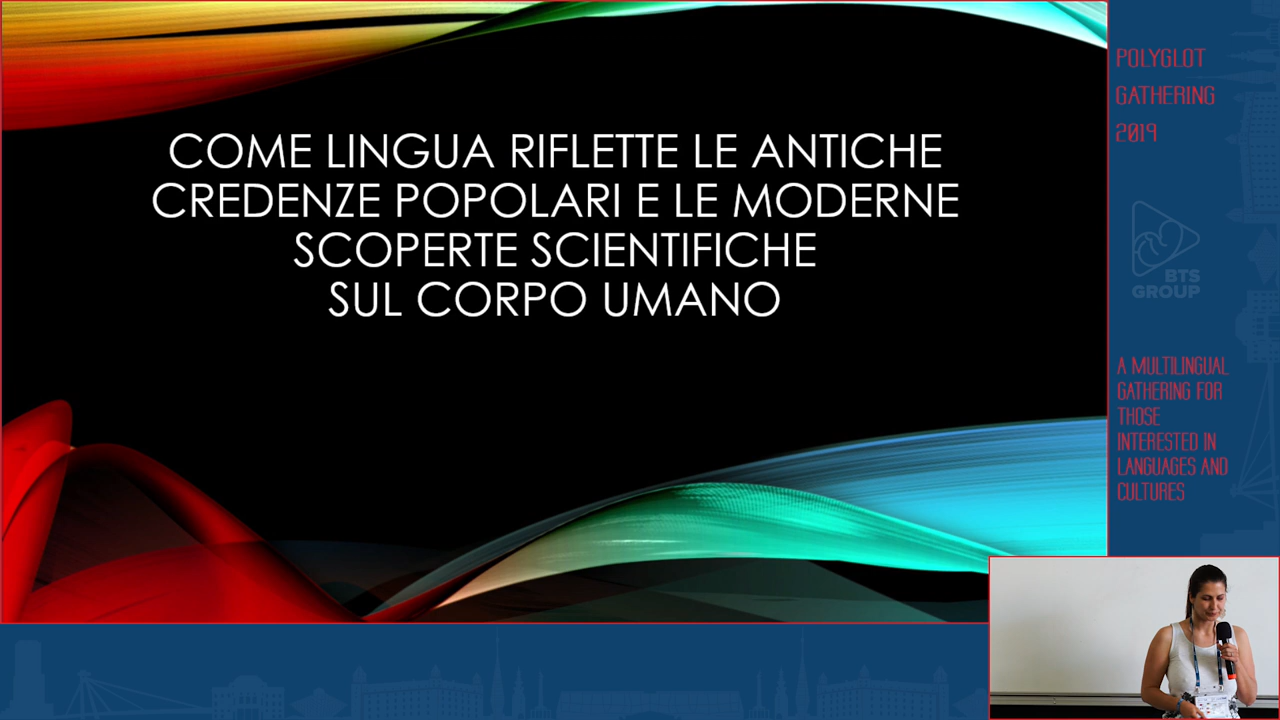 COME LINGUA RIFLETTE LE ANTICHE
CREDENZE POPOLARI E LE MODERNE
SCOPERTE SCIENTIFICHE
SUL CORPO UMANO
POLYGLOT
GATHERING
2019
BTS
GROUP
A MULTILINGUAL
GATHERING FOR
THOSE
INTERESTED IN
LANGUAGES AND
CULTURES